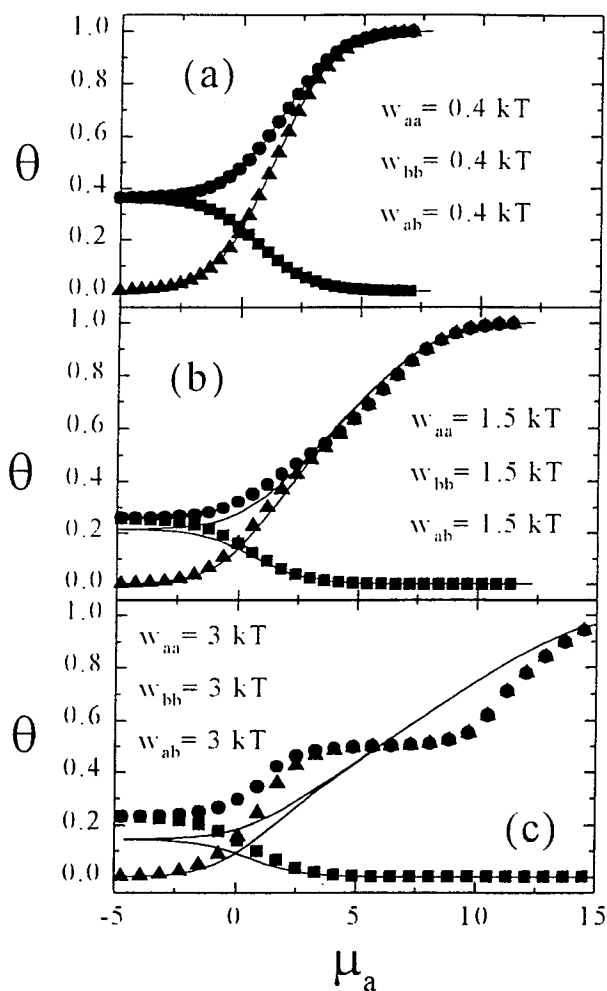 (a)
w_aa = 0.4 kT
w_bb = 0.4 kT
w_ab = 0.4 kT
θ
1.0
0.8
0.6
0.4
0.2
0.0
(b)
w_aa = 1.5 kT
w_bb = 1.5 kT
w_ab = 1.5 kT
θ
1.0
0.8
0.6
0.4
0.2
0.0
w_aa = 3 kT
w_bb = 3 kT
w_ab = 3 kT
(c)
θ
1.0
0.8
0.6
0.4
0.2
0.0
-5 0 5 10 15
μ_a